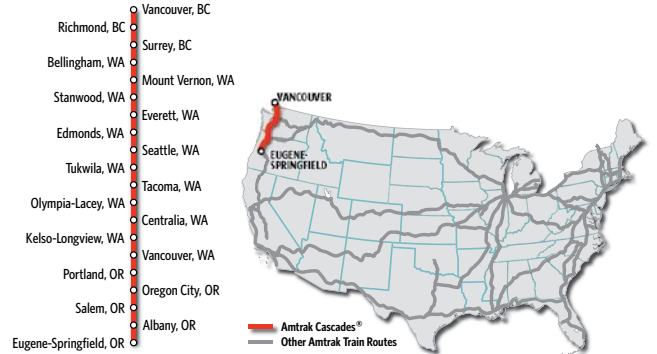 Vancouver, BC
Richmond, BC
Surrey, BC
Bellingham, WA
Mount Vernon, WA
Stanwood, WA
Everett, WA
Edmonds, WA
Seattle, WA
Tukwila, WA
Tacoma, WA
Olympia-Lacey, WA
Centralia, WA
Kelso-Longview, WA
Vancouver, WA
Portland, OR
Oregon City, OR
Salem, OR
Albany, OR
Eugene-Springfield, OR
VANCOUVER
EUGENE-
SPRINGFIELD
Amtrak Cascades®
Other Amtrak Train Routes